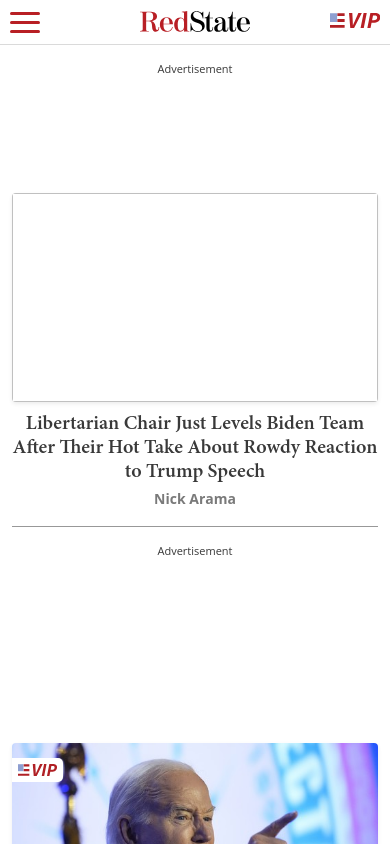 RedState
VIP
Advertisement
Libertarian Chair Just Levels Biden Team
After Their Hot Take About Rowdy Reaction
to Trump Speech
Nick Arama
Advertisement
VIP
ECT